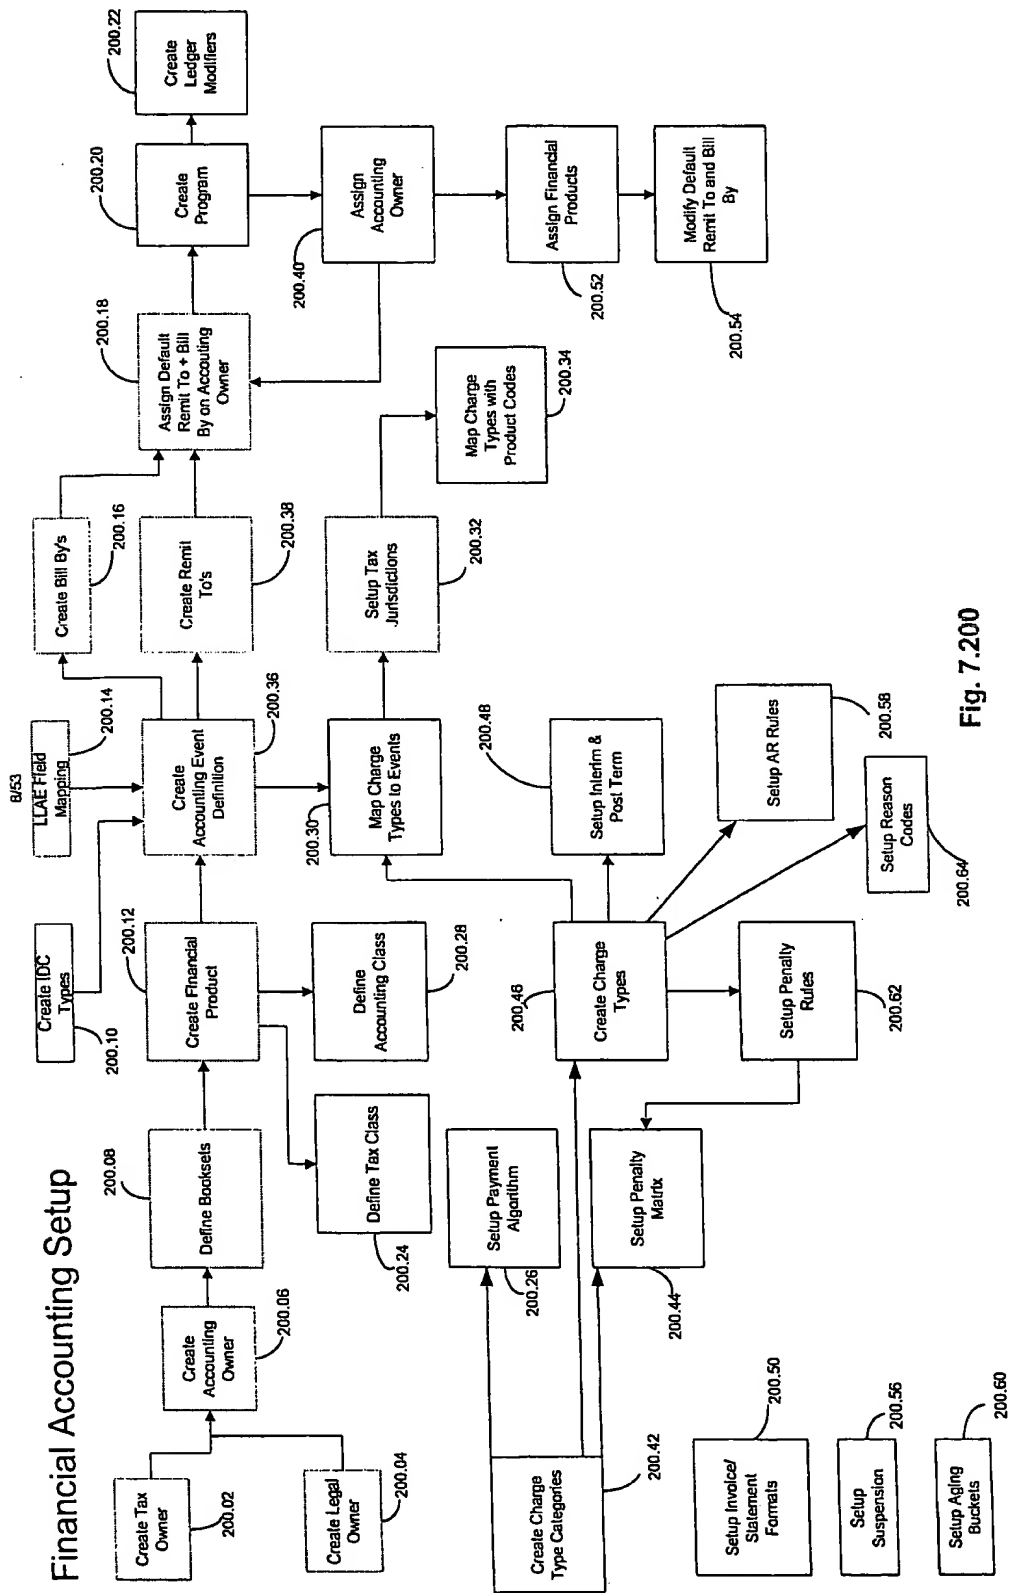 8/53
Financial Accounting Setup
Create Tax
Owner
200.02
Create Legal
Owner
200.04
Create
Accounting
Owner
200.06
Define Booksets
200.08
Create IDC
Types
200.10
Create Financial
Product
200.12
LLAE Field
Mapping
200.14
Create
Accounting Event
Definition
200.36
Create Bill By's
200.16
Create Remit
To's
200.38
Assign Default
Remit To + Bill
By on Accouting
Owner
200.18
Create
Program
200.20
Create
Ledger
Modifiers
200.22
Define Tax Class
200.24
Define
Accounting Class
200.28
Map Charge
Types to Events
200.30
Setup Tax
Jurisdictions
200.32
Map Charge
Types with
Product Codes
200.34
Assign
Accounting
Owner
200.40
Assign Financial
Products
200.52
Modify Default
Remit To and Bill
By
200.54
Create Charge
Type Categories
200.42
Setup Payment
Algorithm
200.26
Setup Penalty
Matrix
200.44
Create Charge
Types
200.46
Setup Interim &
Post Term
200.48
Setup AR Rules
200.58
Setup Reason
Codes
200.64
Setup Penalty
Rules
200.62
Setup Invoice/
Statement
Formats
200.50
Setup
Suspension
200.56
Setup Aging
Buckets
200.60
Fig. 7.200